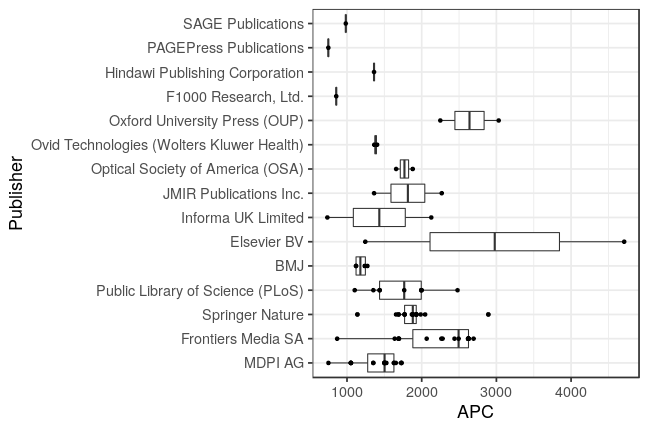 Publisher
SAGE Publications
PAGEPress Publications
Hindawi Publishing Corporation
F1000 Research, Ltd.
Oxford University Press (OUP)
Ovid Technologies (Wolters Kluwer Health)
Optical Society of America (OSA)
JMIR Publications Inc.
Informa UK Limited
Elsevier BV
BMJ
Public Library of Science (PLoS)
Springer Nature
Frontiers Media SA
MDPI AG
1000 2000 3000 4000
APC